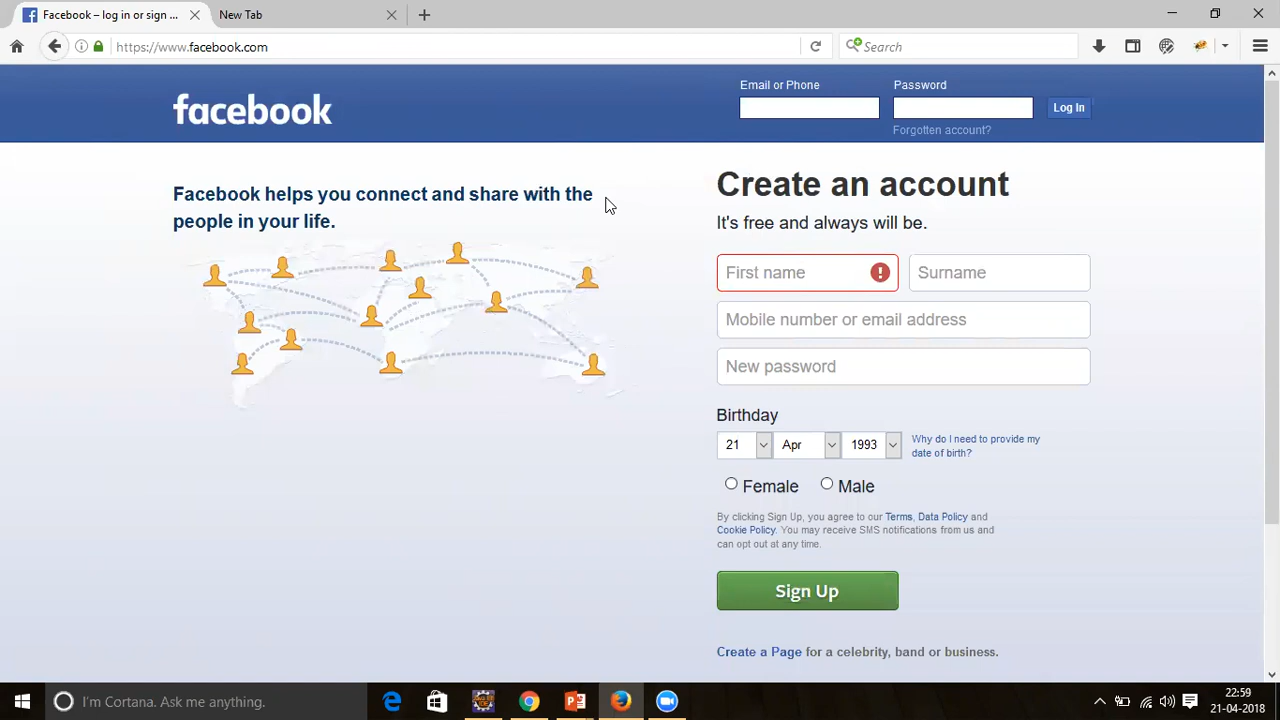 Facebook – log in or sign ...
New Tab
https://www.facebook.com
Search
facebook
Email or Phone
Password
Log In
Forgotten account?
Facebook helps you connect and share with the
people in your life.
Create an account
It's free and always will be.
First name
Surname
Mobile number or email address
New password
Birthday
21
Apr
1993
Why do I need to provide my
date of birth?
Female
Male
By clicking Sign Up, you agree to our Terms, Data Policy and
Cookie Policy. You may receive SMS notifications from us and
can opt out at any time.
Sign Up
Create a Page for a celebrity, band or business.
I'm Cortana. Ask me anything.
22:59
21-04-2018